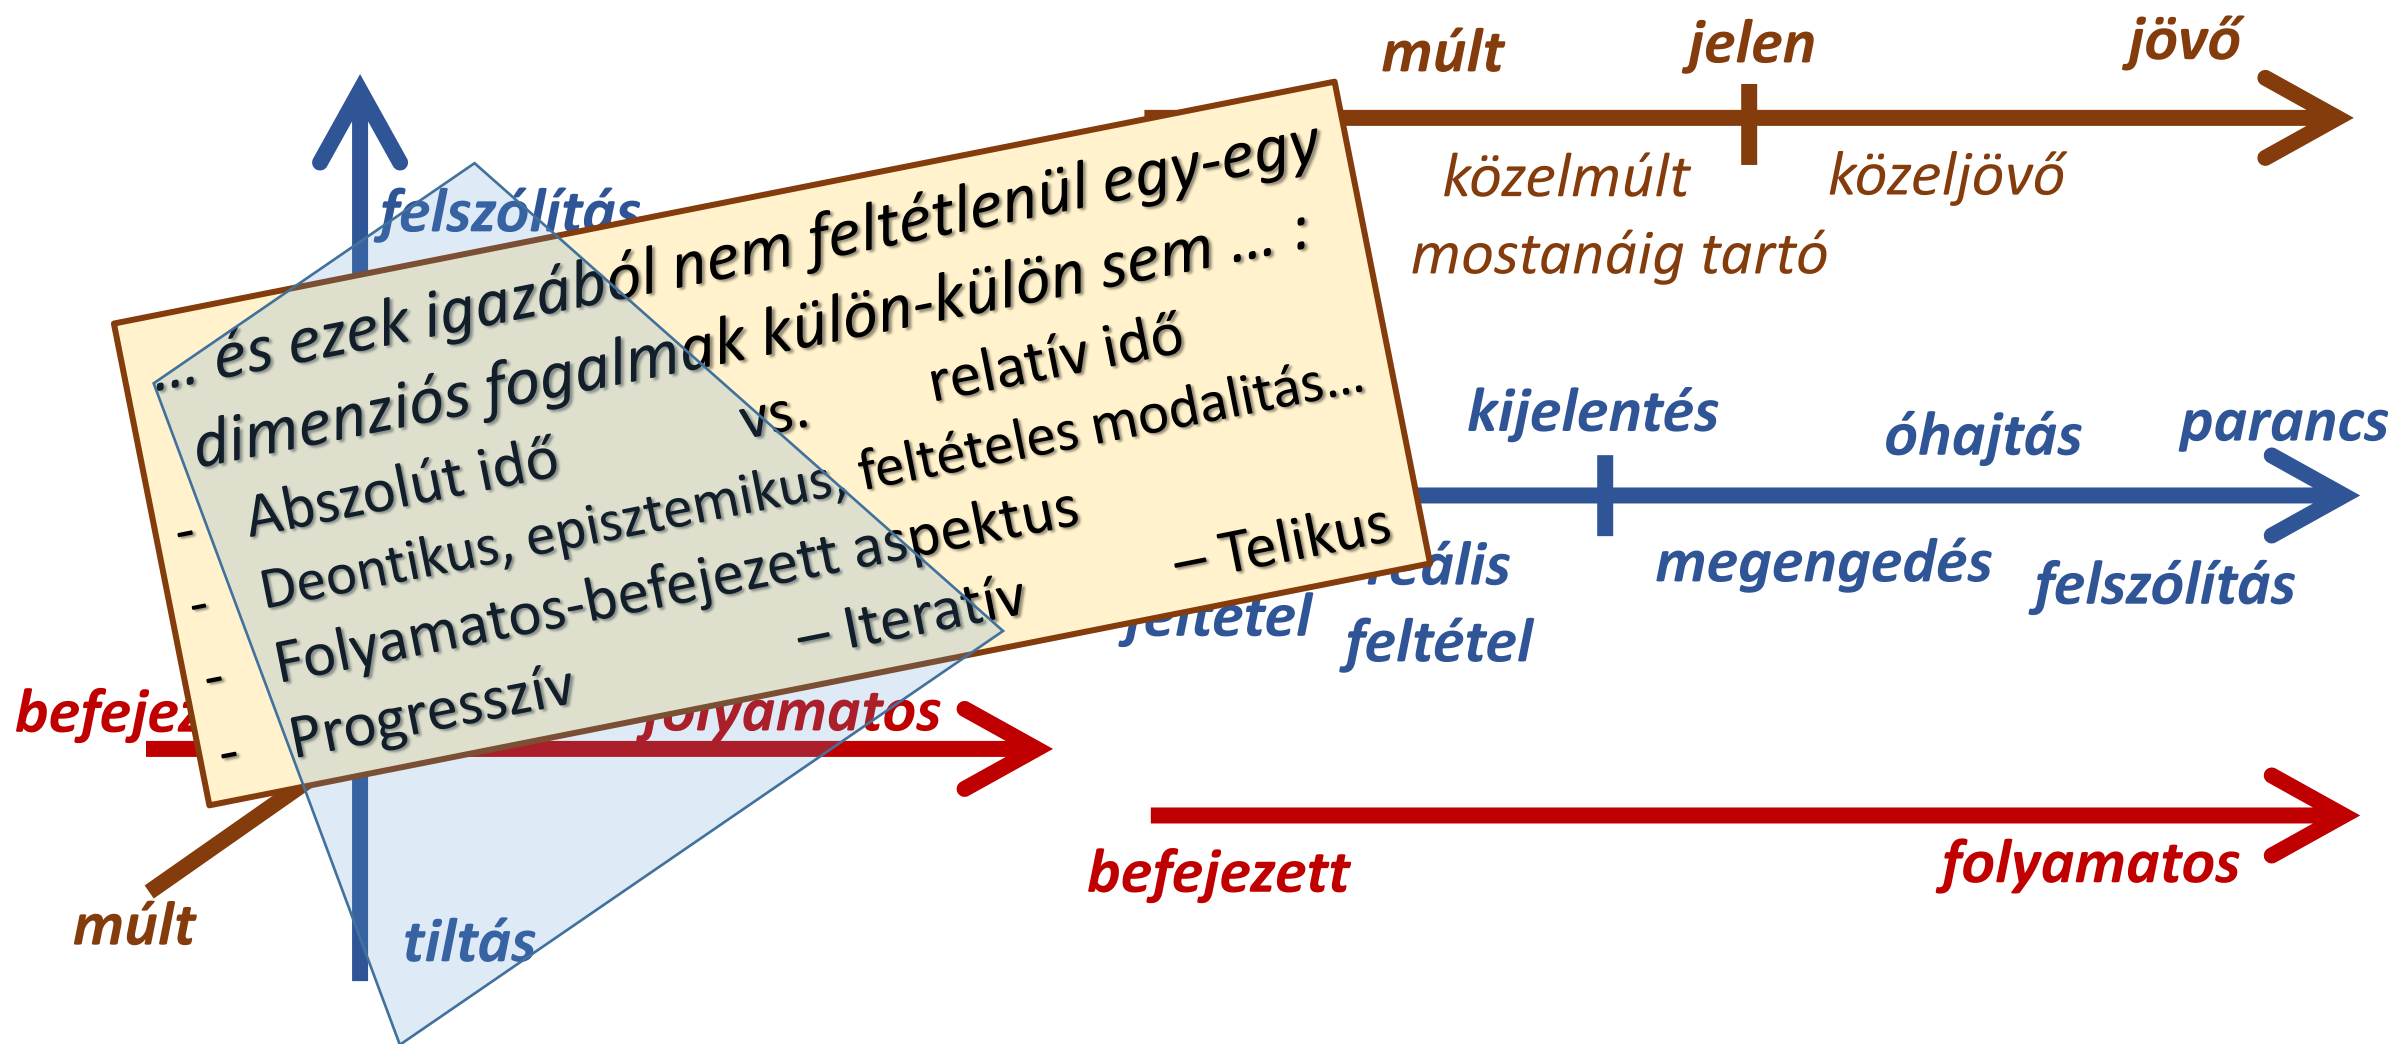 múlt jelen jövő
közelmúlt közeljövő
mostanáig tartó
felszólítás
… és ezek igazából nem feltétlenül egy-egy
dimenziós fogalmak külön-külön sem … :
- Abszolút idő vs. relatív idő
- Deontikus, episztemikus, feltételes modalitás…
- Folyamatos-befejezett aspektus
- Progresszív – Iteratív – Telikus
kijelentés óhajtás parancs
reális megengedés felszólítás
feltétel feltétel
folyamatos
befejezett folyamatos
múlt
tiltás